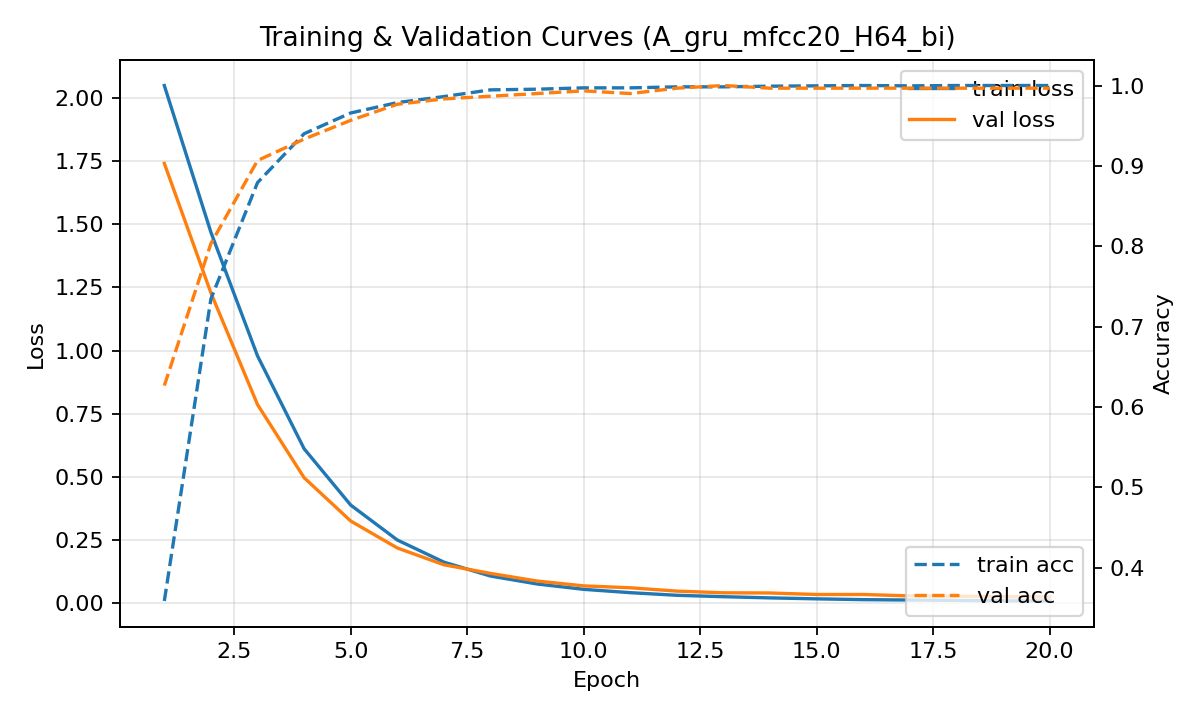 Training & Validation Curves (A_gru_mfcc20_H64_bi)
2.00
1.75
1.50
1.25
1.00
0.75
0.50
0.25
0.00
Loss
train loss
val loss
1.0
0.9
0.8
0.7
0.6
0.5
0.4
Accuracy
train acc
val acc
2.5 5.0 7.5 10.0 12.5 15.0 17.5 20.0
Epoch